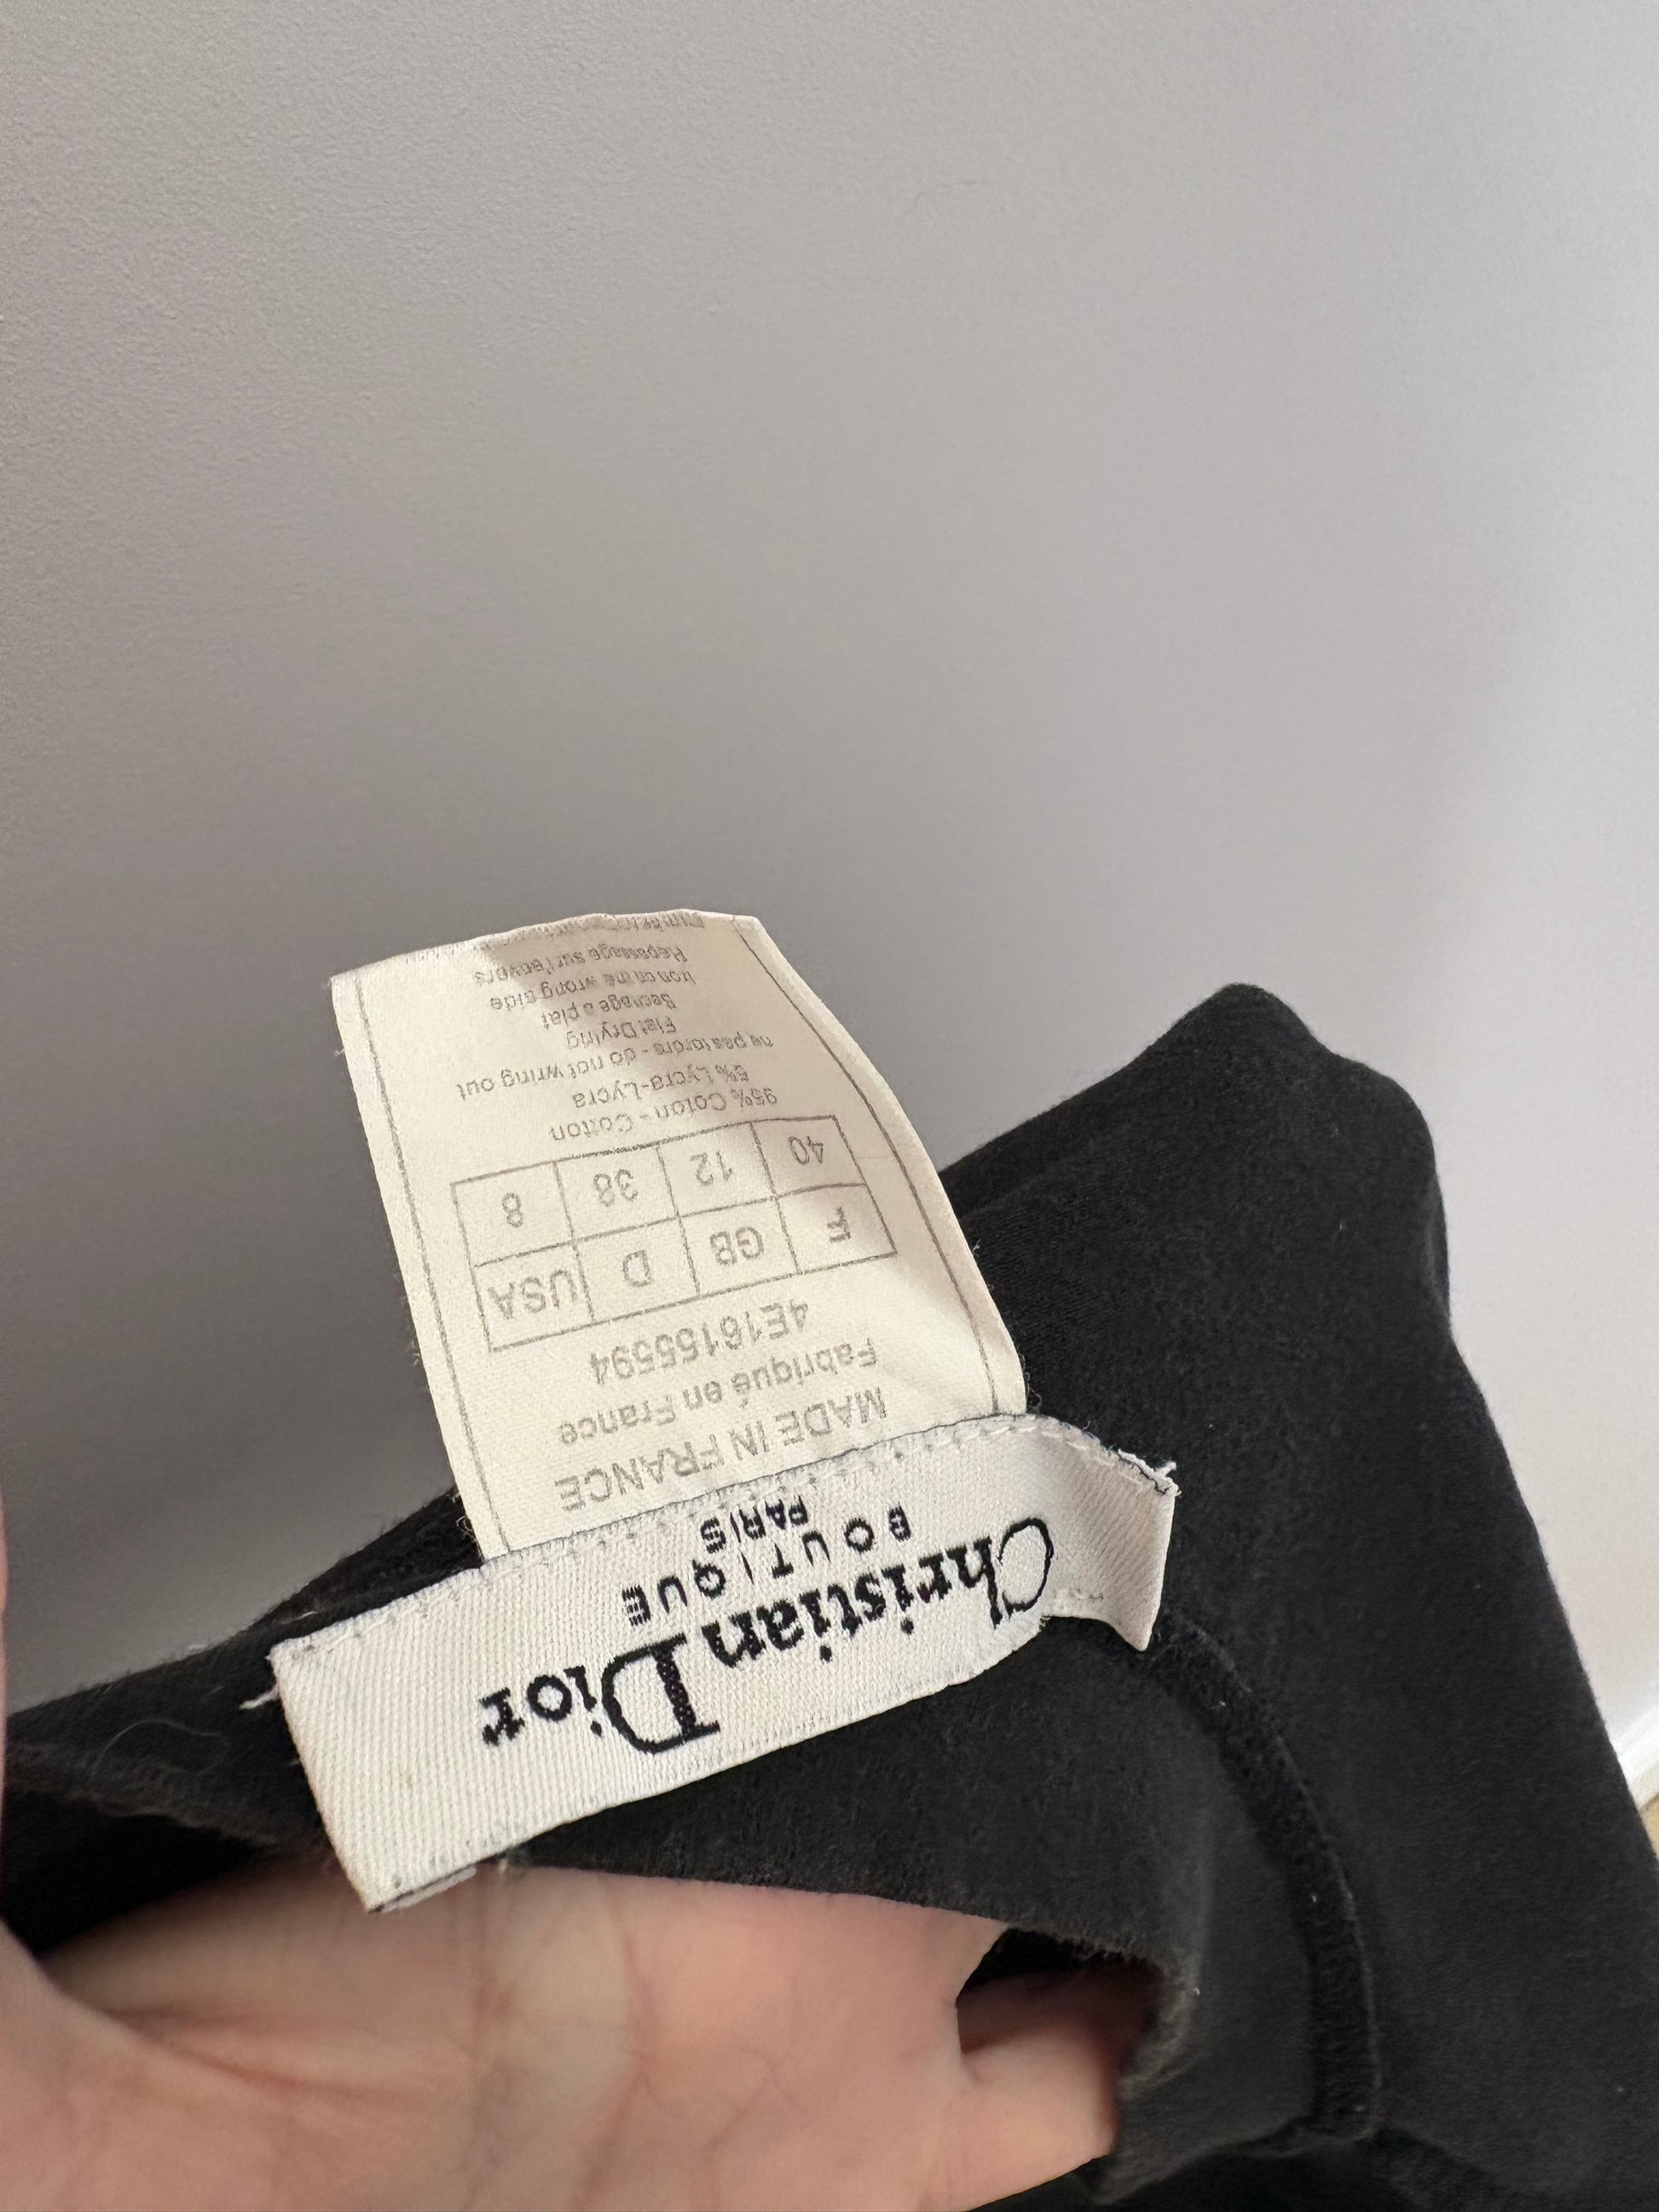 Christian Dior
BOUTIQUE
PARIS
MADE IN FRANCE
Fabriqué en France
4E16155594
F GB D USA
40 12 38 8
95% Coton - Cotton
5% Lycra-Lycra
ne pas tordre - do not wring out
Flat Drying
Sechage a plat
Iron on the wrong side
Repassage sur l'envers